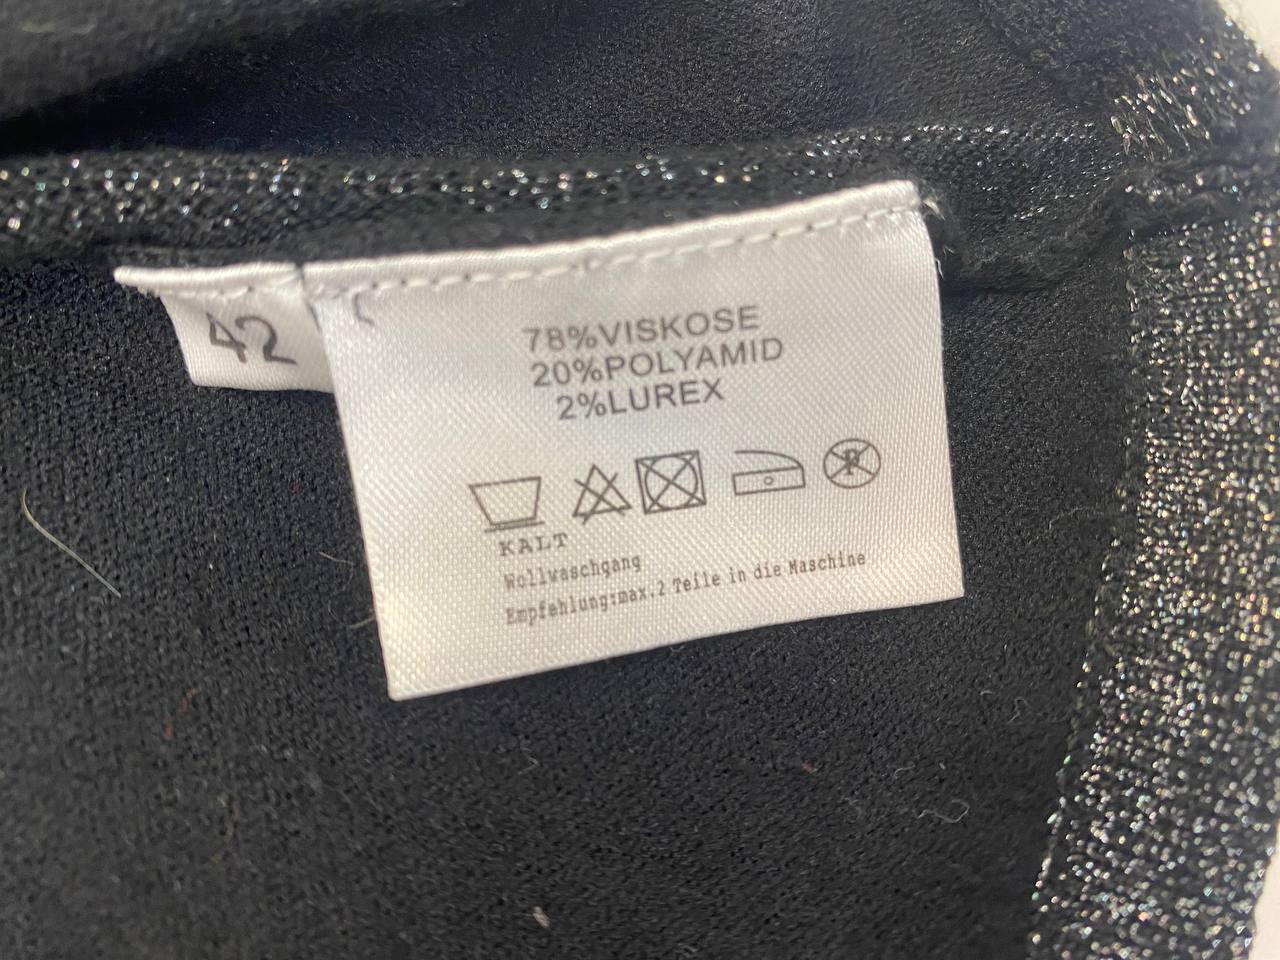 42
78%VISKOSE
20%POLYAMID
2%LUREX
KALT
Wollwaschgang
Empfehlung:max.2 Teile in die Maschine